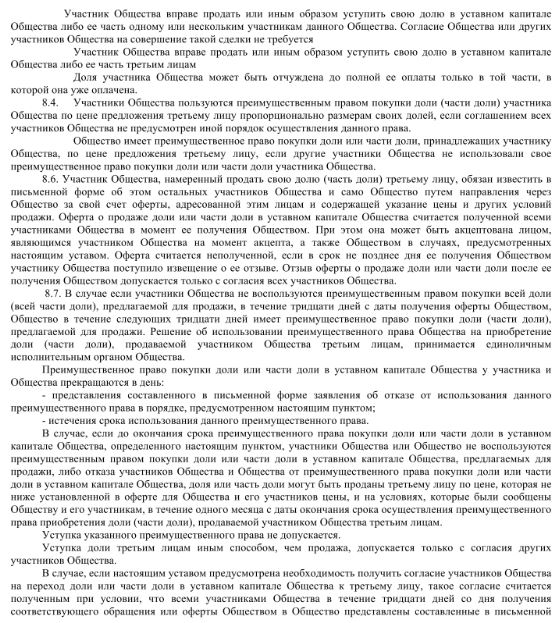 Участник Общества вправе продать или иным образом уступить свою долю в уставном капитале
Общества либо ее часть одному или нескольким участникам данного Общества. Согласие Общества или других
участников Общества на совершение такой сделки не требуется
Участник Общества вправе продать или иным образом уступить свою долю в уставном капитале
Общества либо ее часть третьим лицам
Доля участника Общества может быть отчуждена до полной ее оплаты только в той части, в
которой она уже оплачена.
8.4. Участники Общества пользуются преимущественным правом покупки доли (части доли) участника
Общества по цене предложения третьему лицу пропорционально размерам своих долей, если соглашением всех
участников Общества не предусмотрен иной порядок осуществления данного права.
Общество имеет преимущественное право покупки доли или части доли, принадлежащих участнику
Общества, по цене предложения третьему лицу, если другие участники Общества не использовали свое
преимущественное право покупки доли или части доли участника Общества.
8.6. Участник Общества, намеренный продать свою долю (часть доли) третьему лицу, обязан известить в
письменной форме об этом остальных участников Общества и само Общество путем направления через
Общество за свой счет оферты, адресованной этим лицам и содержащей указание цены и других условий
продажи. Оферта о продаже доли или части доли в уставном капитале Общества считается полученной всеми
участниками Общества в момент ее получения Обществом. При этом она может быть акцептована лицом,
являющимся участником Общества на момент акцепта, а также Обществом в случаях, предусмотренных
настоящим уставом. Оферта считается неполученной, если в срок не позднее дня ее получения Обществом
участнику Общества поступило извещение о ее отзыве. Отзыв оферты о продаже доли или части доли после ее
получения Обществом допускается только с согласия всех участников Общества.
8.7. В случае если участники Общества не воспользуются преимущественным правом покупки всей доли
(всей части доли), предлагаемой для продажи, в течение тридцати дней с даты получения оферты Обществом,
Общество в течение следующих тридцати дней имеет преимущественное право покупки доли (части доли),
предлагаемой для продажи. Решение об использовании преимущественного права Общества на приобретение
доли (части доли), продаваемой участником Общества третьим лицам, принимается единоличным
исполнительным органом Общества.
Преимущественное право покупки доли или части доли в уставном капитале Общества у участника и
Общества прекращаются в день:
- представления составленного в письменной форме заявления об отказе от использования данного
преимущественного права в порядке, предусмотренном настоящим пунктом;
- истечения срока использования данного преимущественного права.
В случае, если до окончания срока преимущественного права покупки доли или части доли в уставном
капитале Общества, определенного настоящим пунктом, участники Общества или Общество не воспользуются
преимущественным правом покупки доли или части доли в уставном капитале Общества, предлагаемых для
продажи, либо отказа участников Общества и Общества от преимущественного права покупки доли или части
доли в уставном капитале Общества, доля или часть доли могут быть проданы третьему лицу по цене, которая не
ниже установленной в оферте для Общества и его участников цены, и на условиях, которые были сообщены
Обществу и его участникам, в течение одного месяца с даты окончания срока осуществления преимущественного
права приобретения доли (части доли), продаваемой участником Общества третьим лицам.
Уступка указанного преимущественного права не допускается.
Уступка доли третьим лицам иным способом, чем продажа, допускается только с согласия других
участников Общества.
В случае, если настоящим уставом предусмотрена необходимость получить согласие участников Общества
на переход доли или части доли в уставном капитале Общества к третьему лицу, такое согласие считается
полученным при условии, что всеми участниками Общества в течение тридцати дней со дня получения
соответствующего обращения или оферты Обществом в Общество представлены составленные в письменной